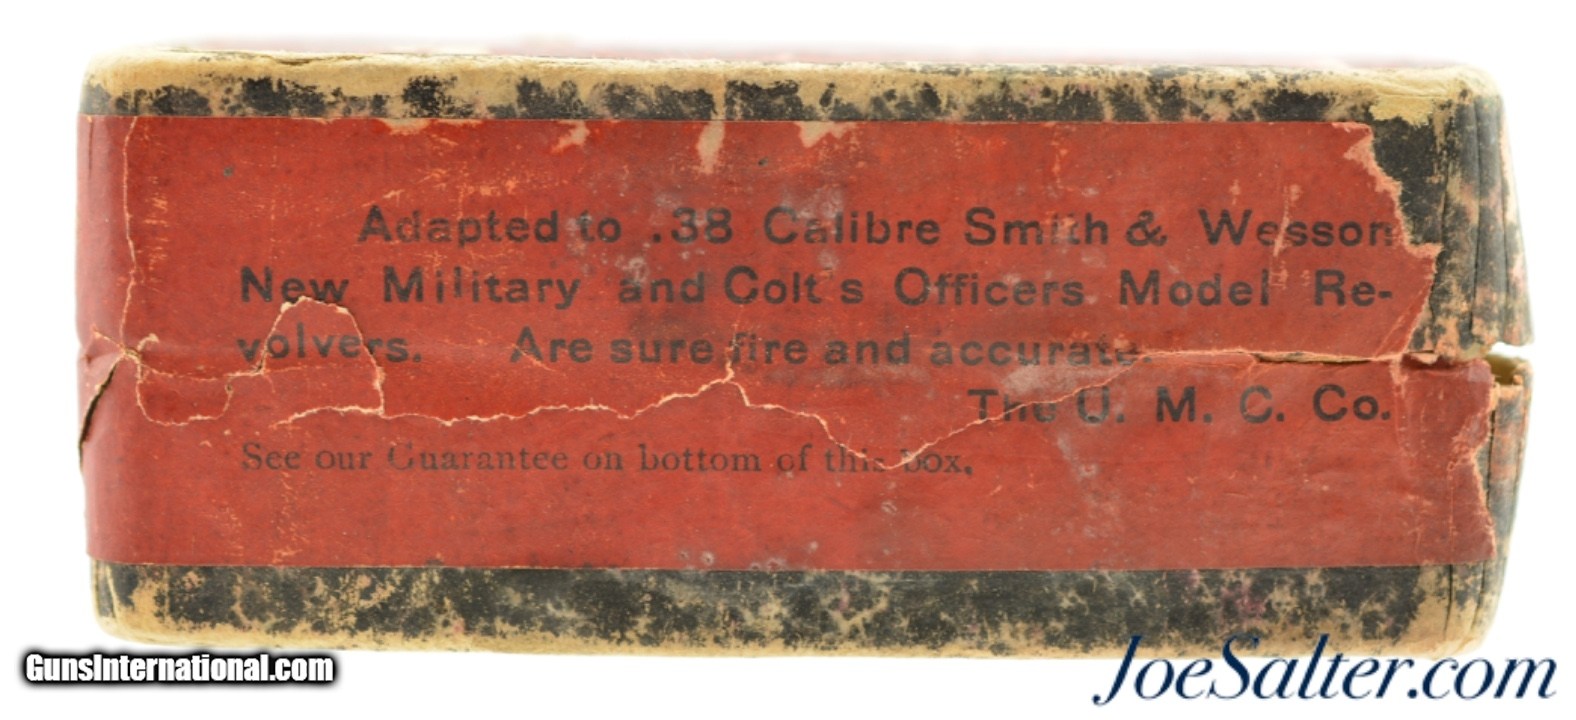 Adapted to .38 Calibre Smith & Wesson
New Military and Colt's Officers Model Re-
volvers. Are sure fire and accurate
The U. M. C. Co.
See our Guarantee on bottom of this box.
GunsInternational.com
JoeSalter.com